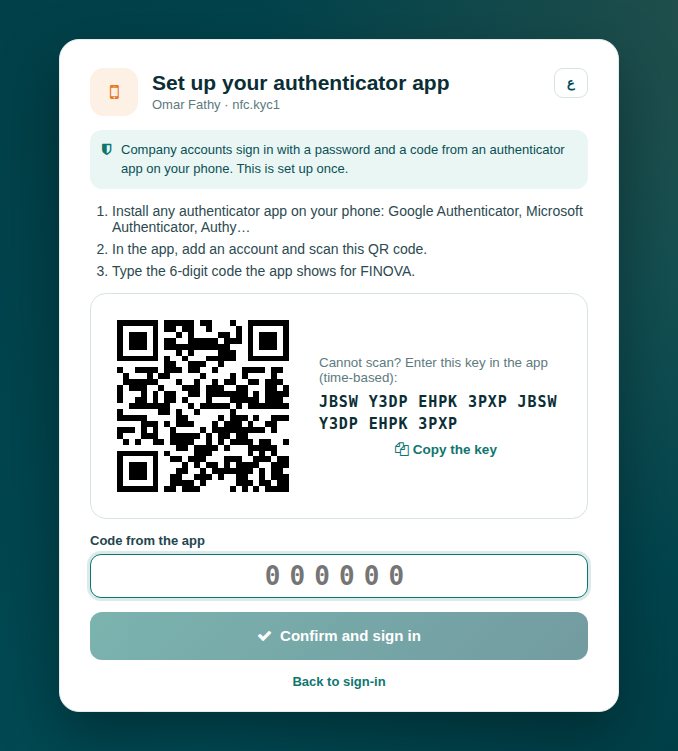 Set up your authenticator app
Omar Fathy · nfc.kyc1
ع
Company accounts sign in with a password and a code from an authenticator
app on your phone. This is set up once.
1. Install any authenticator app on your phone: Google Authenticator, Microsoft
Authenticator, Authy…
2. In the app, add an account and scan this QR code.
3. Type the 6-digit code the app shows for FINOVA.
Cannot scan? Enter this key in the app
(time-based):
JBSW Y3DP EHPK 3PXP JBSW
Y3DP EHPK 3PXP
Copy the key
Code from the app
000000
Confirm and sign in
Back to sign-in